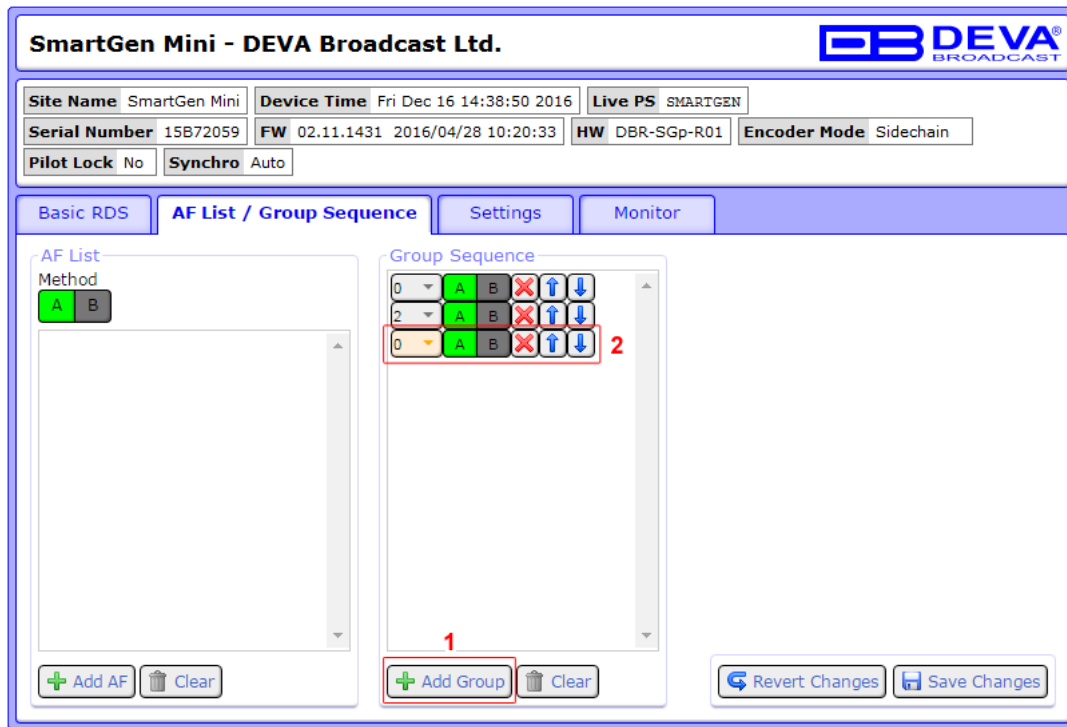 SmartGen Mini - DEVA Broadcast Ltd.
DEVA®
BROADCAST
Site Name SmartGen Mini Device Time Fri Dec 16 14:38:50 2016 Live PS SMARTGEN
Serial Number 15B72059 FW 02.11.1431 2016/04/28 10:20:33 HW DBR-SGp-R01 Encoder Mode Sidechain
Pilot Lock No Synchro Auto
Basic RDS AF List / Group Sequence Settings Monitor
AF List
Method
A B
Group Sequence
0 A B
2 A B
0 A B 2
1
Add AF Clear
Add Group Clear
Revert Changes Save Changes